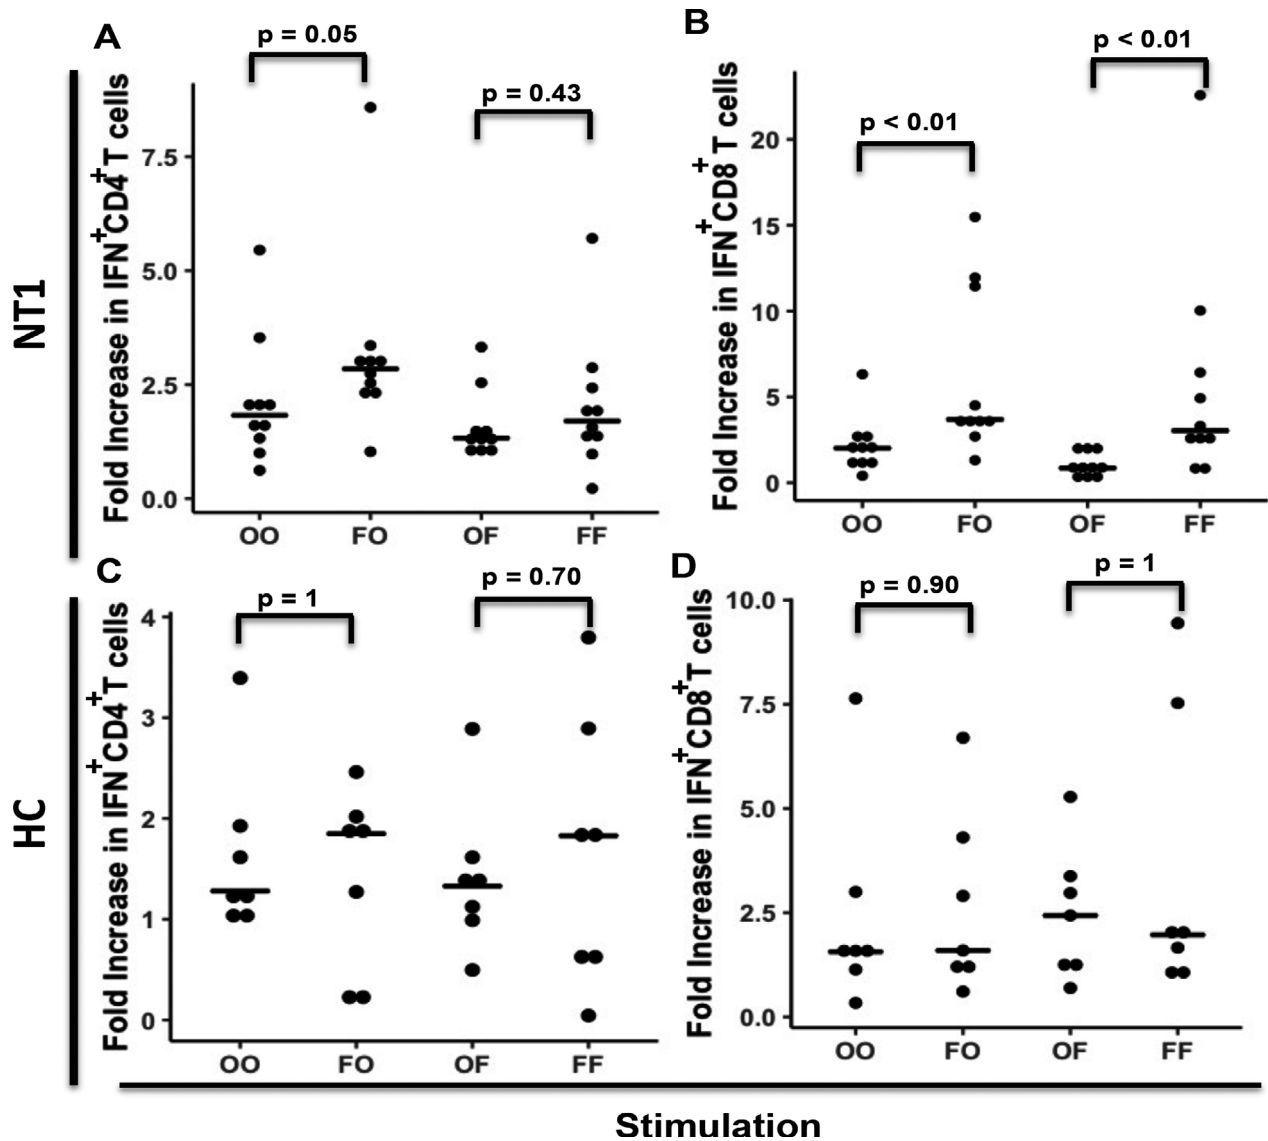 A
p = 0.05
p = 0.43
Fold Increase in IFN+CD4+T cells
7.5
5.0
2.5
0.0
OO FO OF FF
B
p < 0.01
p < 0.01
Fold Increase in IFN+CD8+T cells
20
15
10
5
0
OO FO OF FF
NT1
C
p = 1
p = 0.70
Fold Increase in IFN+CD4+T cells
4
3
2
1
0
OO FO OF FF
D
p = 0.90
p = 1
Fold Increase in IFN+CD8+T cells
10.0
7.5
5.0
2.5
0.0
OO FO OF FF
HC
Stimulation